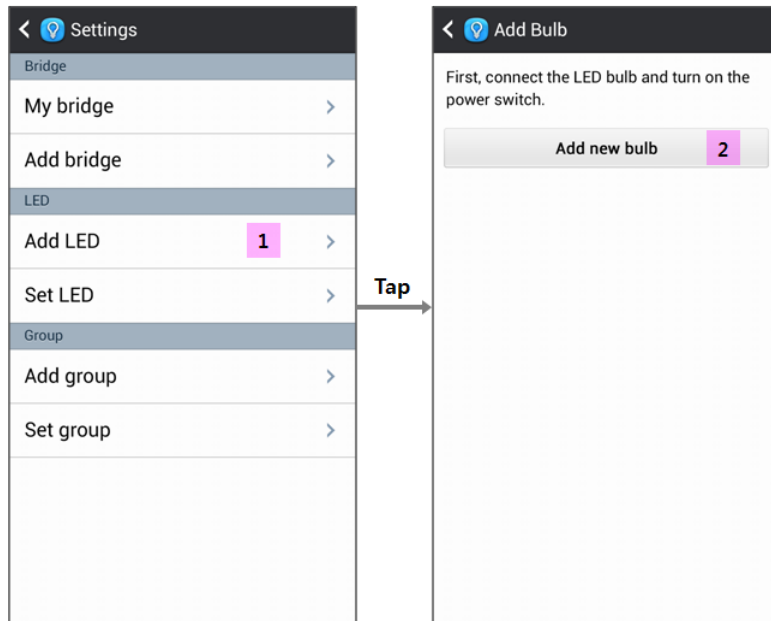 Settings
Bridge
My bridge
Add bridge
LED
Add LED 1
Set LED
Group
Add group
Set group
Tap
Add Bulb
First, connect the LED bulb and turn on the
power switch.
Add new bulb 2